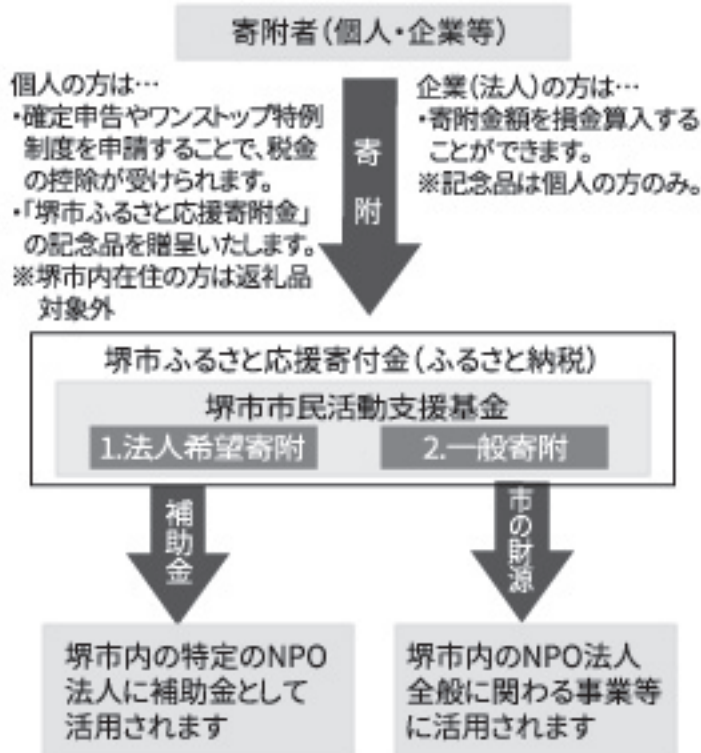 寄附者(個人・企業等)
個人の方は…
・確定申告やワンストップ特例
制度を申請することで、税金
の控除が受けられます。
・「堺市ふるさと応援寄附金」
の記念品を贈呈いたします。
※堺市内在住の方は返礼品
対象外
寄附
企業(法人)の方は…
・寄附金額を損金算入する
ことができます。
※記念品は個人の方のみ。
堺市ふるさと応援寄付金(ふるさと納税)
堺市市民活動支援基金
1.法人希望寄附
2.一般寄附
補助金
市の財源
堺市内の特定のNPO
法人に補助金として
活用されます
堺市内のNPO法人
全般に関わる事業等
に活用されます